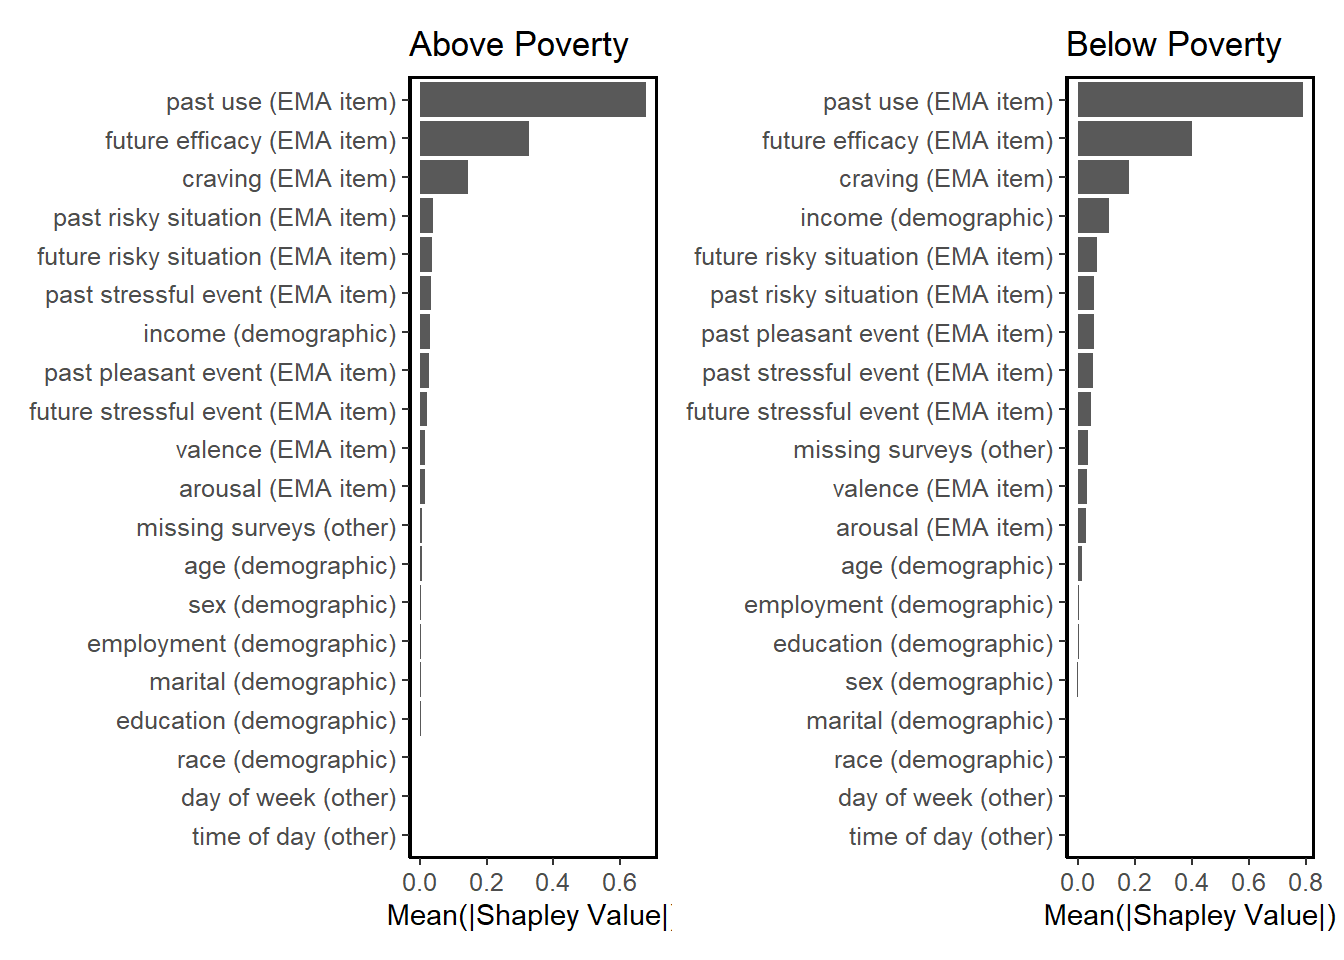 Above Poverty
past use (EMA item)
future efficacy (EMA item)
craving (EMA item)
past risky situation (EMA item)
future risky situation (EMA item)
past stressful event (EMA item)
income (demographic)
past pleasant event (EMA item)
future stressful event (EMA item)
valence (EMA item)
arousal (EMA item)
missing surveys (other)
age (demographic)
sex (demographic)
employment (demographic)
marital (demographic)
education (demographic)
race (demographic)
day of week (other)
time of day (other)
0.0 0.2 0.4 0.6
Mean(|Shapley Value|)
Below Poverty
past use (EMA item)
future efficacy (EMA item)
craving (EMA item)
income (demographic)
future risky situation (EMA item)
past risky situation (EMA item)
past pleasant event (EMA item)
past stressful event (EMA item)
future stressful event (EMA item)
missing surveys (other)
valence (EMA item)
arousal (EMA item)
age (demographic)
employment (demographic)
education (demographic)
sex (demographic)
marital (demographic)
race (demographic)
day of week (other)
time of day (other)
0.0 0.2 0.4 0.6 0.8
Mean(|Shapley Value|)